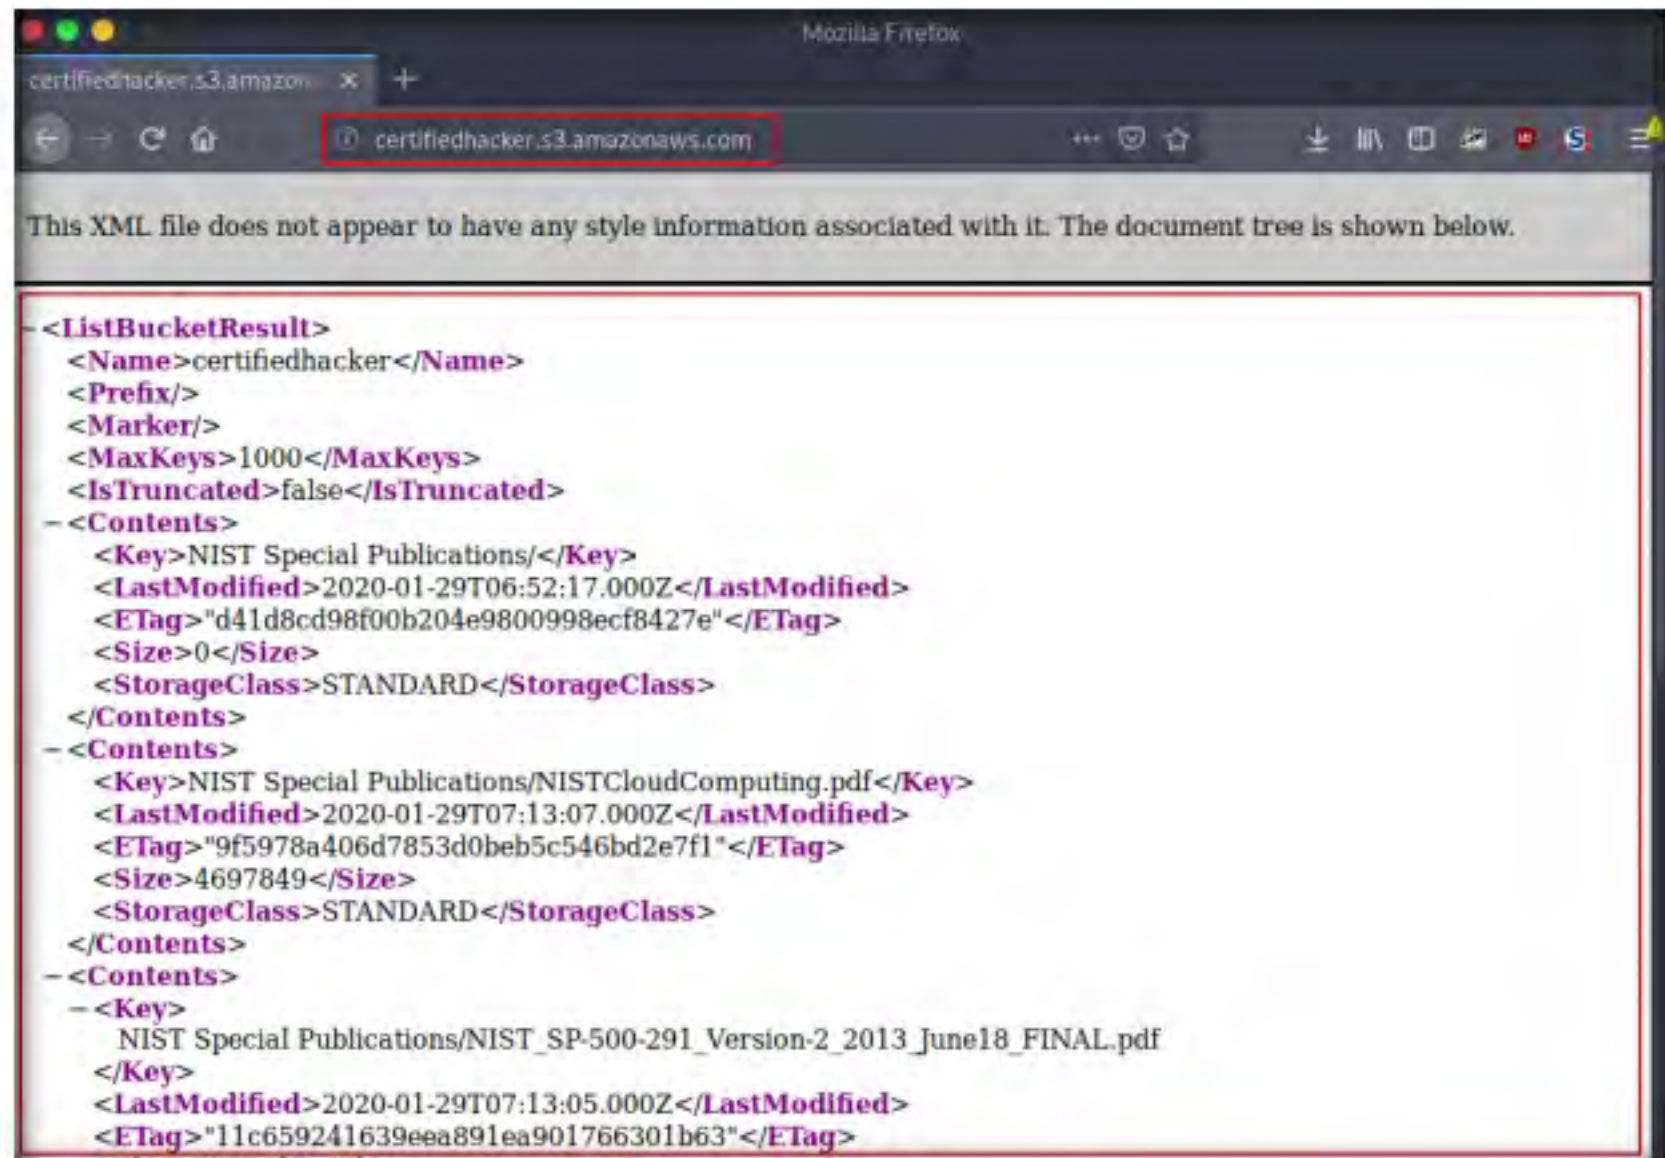 Mozilla Firefox
certifiedhacker.s3.amazon
certifiedhacker.s3.amazonaws.com
This XML file does not appear to have any style information associated with it. The document tree is shown below.
−<ListBucketResult>
<Name>certifiedhacker</Name>
<Prefix/>
<Marker/>
<MaxKeys>1000</MaxKeys>
<IsTruncated>false</IsTruncated>
−<Contents>
<Key>NIST Special Publications/</Key>
<LastModified>2020-01-29T06:52:17.000Z</LastModified>
<ETag>"d41d8cd98f00b204e9800998ecf8427e"</ETag>
<Size>0</Size>
<StorageClass>STANDARD</StorageClass>
</Contents>
−<Contents>
<Key>NIST Special Publications/NISTCloudComputing.pdf</Key>
<LastModified>2020-01-29T07:13:07.000Z</LastModified>
<ETag>"9f5978a406d7853d0beb5c546bd2e7f1"</ETag>
<Size>4697849</Size>
<StorageClass>STANDARD</StorageClass>
</Contents>
−<Contents>
−<Key>
NIST Special Publications/NIST_SP-500-291_Version-2_2013_June18_FINAL.pdf
</Key>
<LastModified>2020-01-29T07:13:05.000Z</LastModified>
<ETag>"11c659241639eea891ea901766301b63"</ETag>